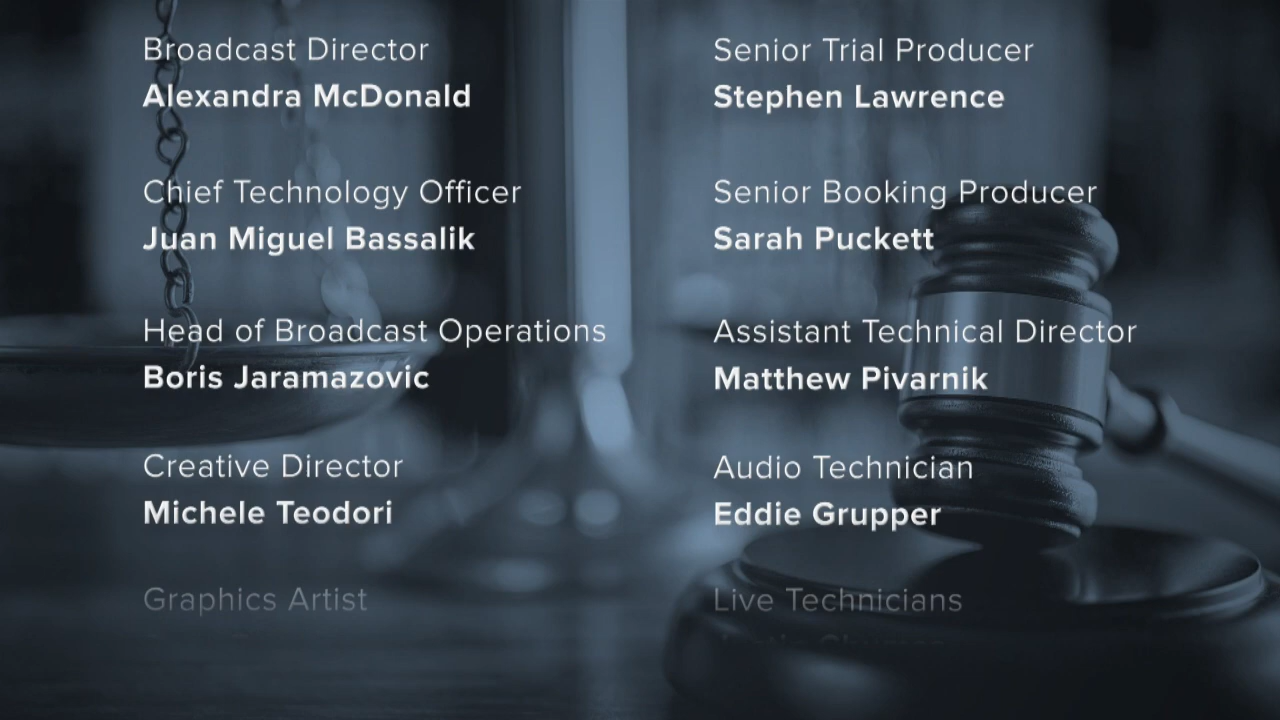 Broadcast Director
Alexandra McDonald
Chief Technology Officer
Juan Miguel Bassalik
Head of Broadcast Operations
Boris Jaramazovic
Creative Director
Michele Teodori
Graphics Artist
Senior Trial Producer
Stephen Lawrence
Senior Booking Producer
Sarah Puckett
Assistant Technical Director
Matthew Pivarnik
Audio Technician
Eddie Grupper
Live Technicians